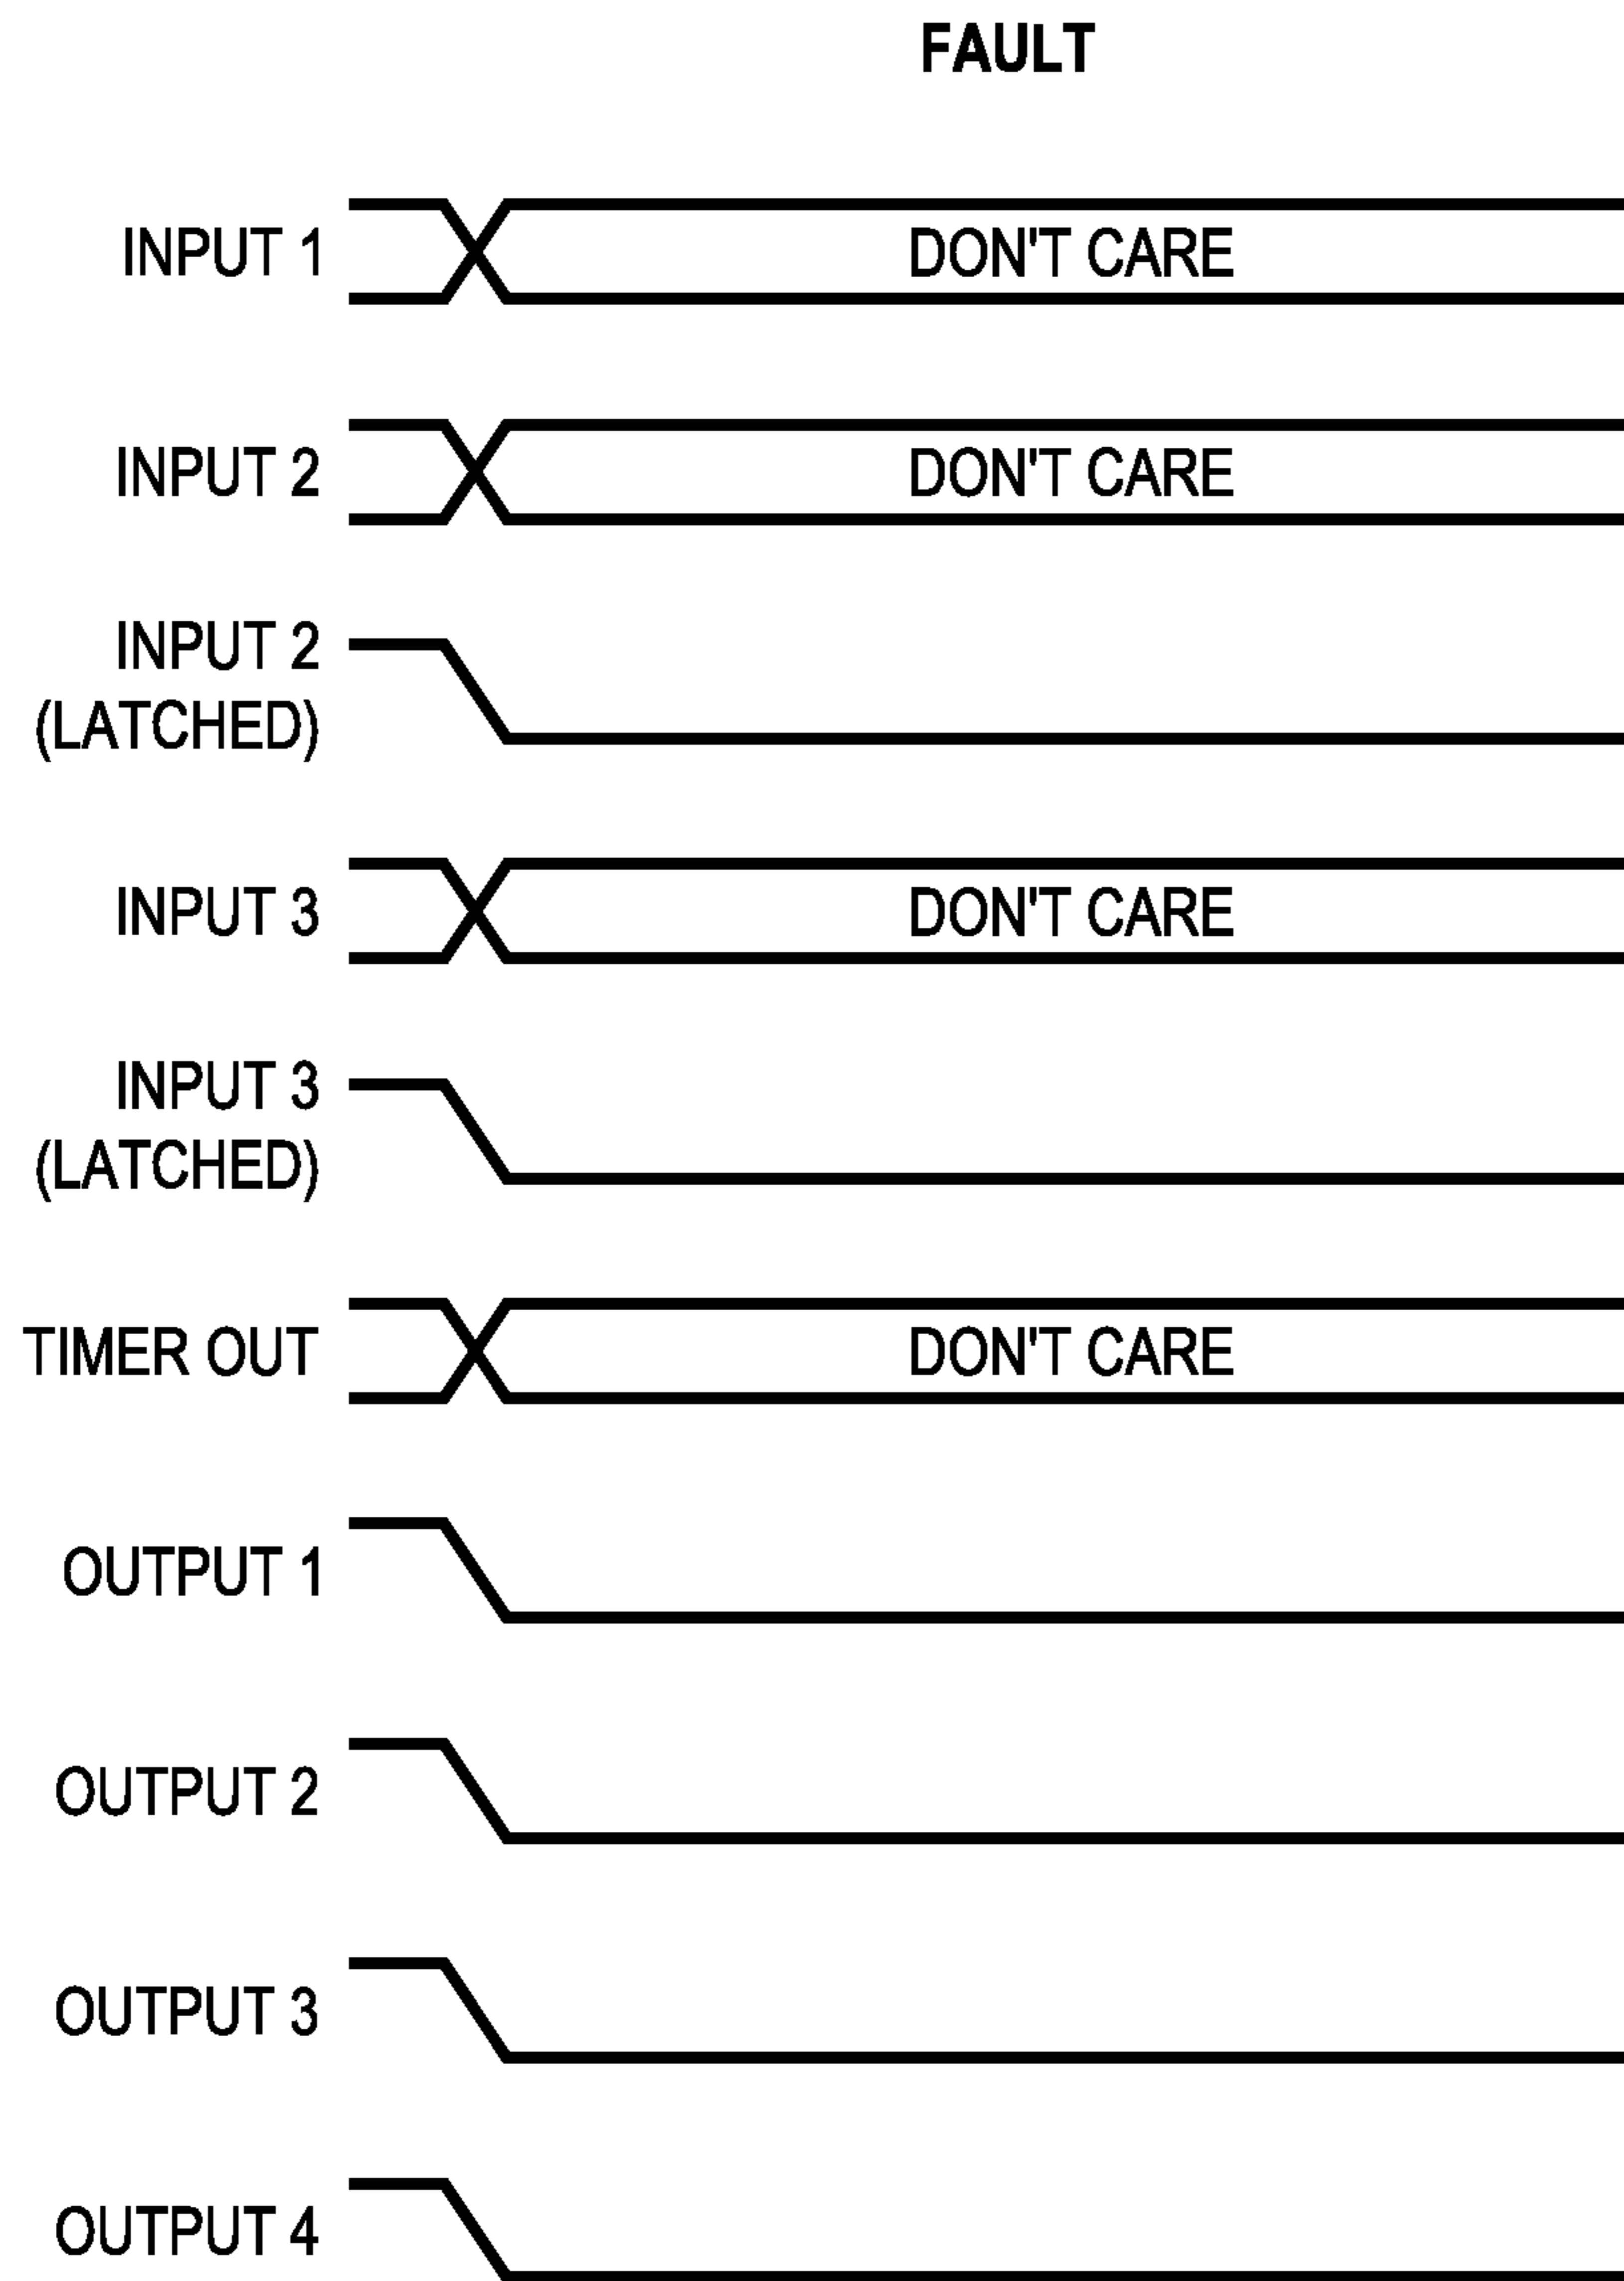 FAULT
INPUT 1
DON'T CARE
INPUT 2
DON'T CARE
INPUT 2
(LATCHED)
INPUT 3
DON'T CARE
INPUT 3
(LATCHED)
TIMER OUT
DON'T CARE
OUTPUT 1
OUTPUT 2
OUTPUT 3
OUTPUT 4